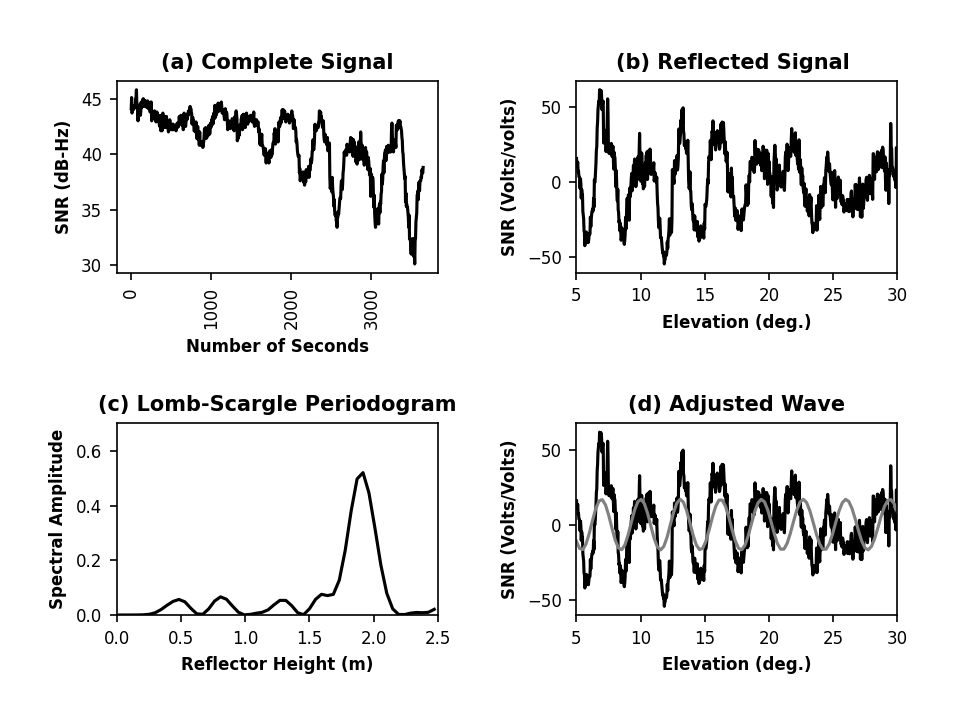 (a) Complete Signal
SNR (dB-Hz)
45
40
35
30
0
1000
2000
3000
Number of Seconds
(b) Reflected Signal
SNR (Volts/volts)
50
0
−50
5 10 15 20 25 30
Elevation (deg.)
(c) Lomb-Scargle Periodogram
Spectral Amplitude
0.6
0.4
0.2
0.0
0.0 0.5 1.0 1.5 2.0 2.5
Reflector Height (m)
(d) Adjusted Wave
SNR (Volts/Volts)
50
0
−50
5 10 15 20 25 30
Elevation (deg.)